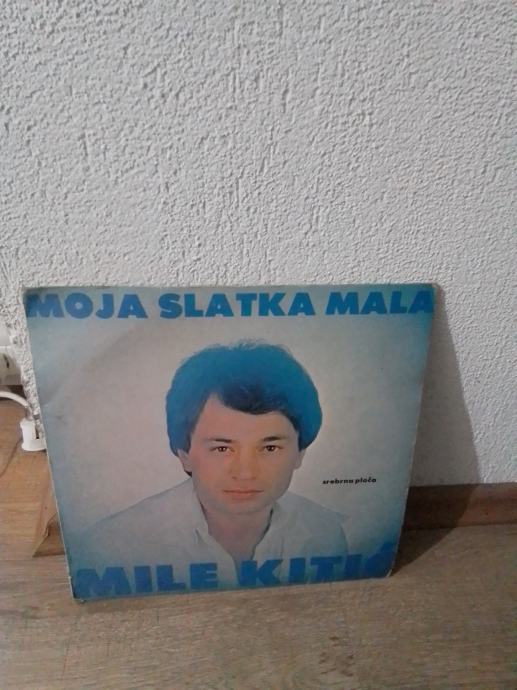 MOJA SLATKA MALA
srebrna ploča
MILE KITIĆ